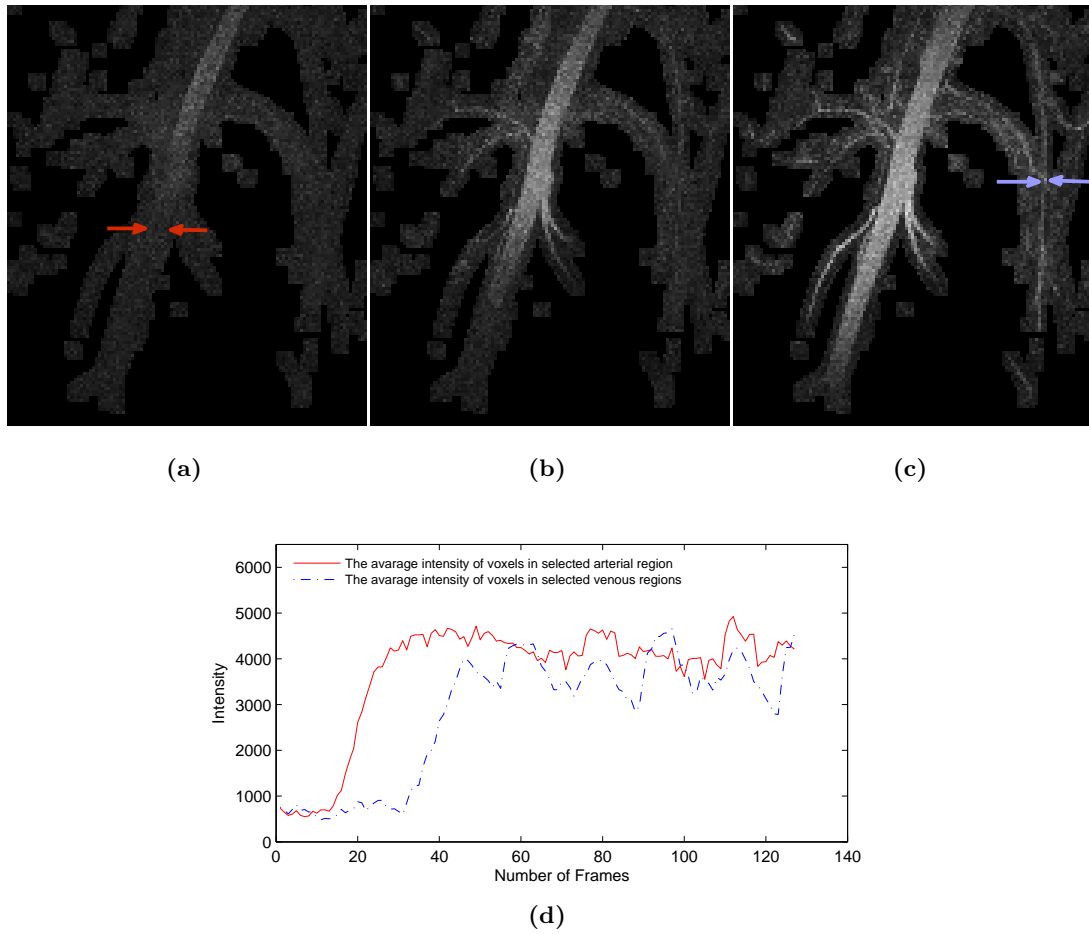 (a) (b) (c)
The avarage intensity of voxels in selected arterial region
The avarage intensity of voxels in selected venous regions
6000
5000
4000
3000
2000
1000
0
Intensity
0 20 40 60 80 100 120 140
Number of Frames
(d)